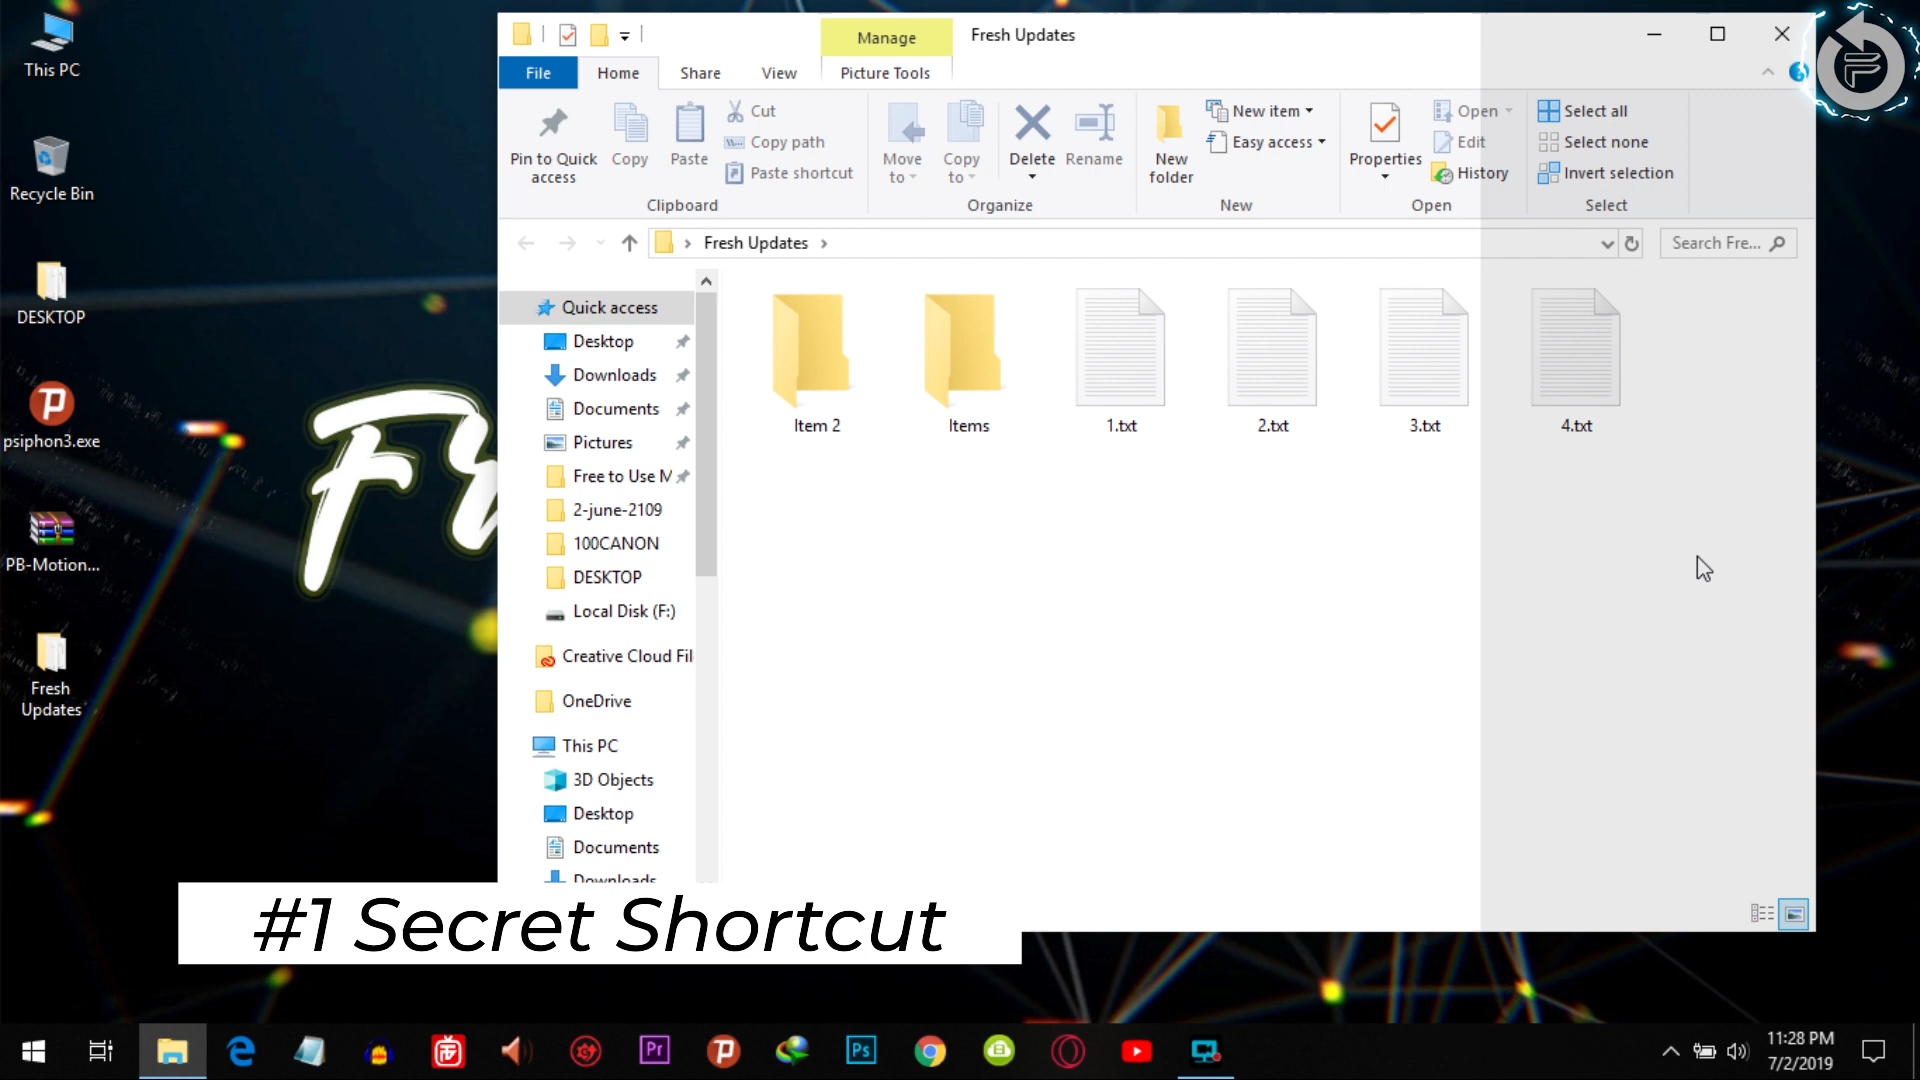 This PC
Recycle Bin
DESKTOP
psiphon3.exe
PB-Motion...
Fresh
Updates
Manage
Fresh Updates
File
Home
Share
View
Picture Tools
Pin to Quick
access
Copy
Paste
Cut
Copy path
Paste shortcut
Clipboard
Move
to
Copy
to
Delete
Rename
Organize
New
folder
New item
Easy access
New
Properties
Open
Edit
History
Open
Select all
Select none
Invert selection
Select
Fresh Updates
Search Fre...
Quick access
Desktop
Downloads
Documents
Pictures
Free to Use M
2-june-2109
100CANON
DESKTOP
Local Disk (F:)
Creative Cloud Fil
OneDrive
This PC
3D Objects
Desktop
Documents
Downloads
Item 2
Items
1.txt
2.txt
3.txt
4.txt
#1 Secret Shortcut
Pr
Ps
11:28 PM
7/2/2019